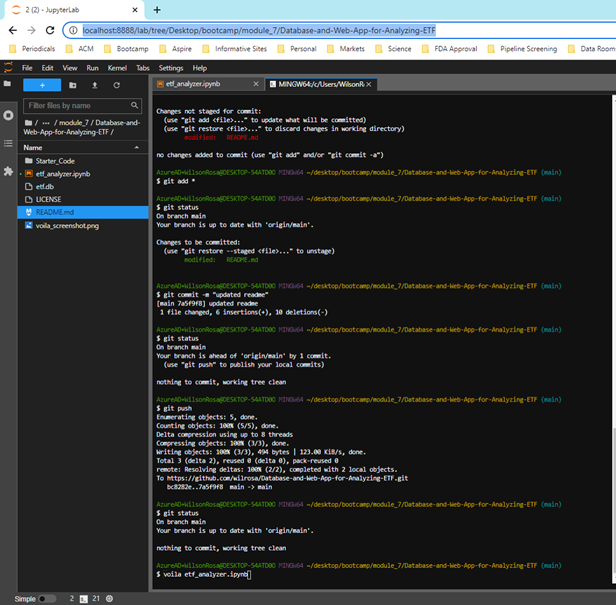 2 (2) - JupyterLab
localhost:8888/lab/tree/Desktop/bootcamp/module_7/Database-and-Web-App-for-Analyzing-ETF
Periodicals ACM Bootcamp Aspire Informative Sites Personal Markets Science FDA Approval Pipeline Screening Data Room
File Edit View Run Kernel Tabs Settings Help
etf_analyzer.ipynb
MINGW64:/c/Users/WilsonRo
Filter files by name
/ ··· / module_7 / Database-and-Web-App-for-Analyzing-ETF /
Name
Starter_Code
etf_analyzer.ipynb
etf.db
LICENSE
README.md
voila_screenshot.png
Changes not staged for commit:
(use "git add <file>..." to update what will be committed)
(use "git restore <file>..." to discard changes in working directory)
modified: README.md
no changes added to commit (use "git add" and/or "git commit -a")
AzureAD+WilsonRosa@DESKTOP-54ATD0O MINGW64 ~/desktop/bootcamp/module_7/Database-and-Web-App-for-Analyzing-ETF (main)
$ git add *
AzureAD+WilsonRosa@DESKTOP-54ATD0O MINGW64 ~/desktop/bootcamp/module_7/Database-and-Web-App-for-Analyzing-ETF (main)
$ git status
On branch main
Your branch is up to date with 'origin/main'.
Changes to be committed:
(use "git restore --staged <file>..." to unstage)
modified: README.md
AzureAD+WilsonRosa@DESKTOP-54ATD0O MINGW64 ~/desktop/bootcamp/module_7/Database-and-Web-App-for-Analyzing-ETF (main)
$ git commit -m "updated readme"
[main 7a5f9f8] updated readme
1 file changed, 6 insertions(+), 10 deletions(-)
AzureAD+WilsonRosa@DESKTOP-54ATD0O MINGW64 ~/desktop/bootcamp/module_7/Database-and-Web-App-for-Analyzing-ETF (main)
$ git status
On branch main
Your branch is ahead of 'origin/main' by 1 commit.
(use "git push" to publish your local commits)
nothing to commit, working tree clean
AzureAD+WilsonRosa@DESKTOP-54ATD0O MINGW64 ~/desktop/bootcamp/module_7/Database-and-Web-App-for-Analyzing-ETF (main)
$ git push
Enumerating objects: 5, done.
Counting objects: 100% (5/5), done.
Delta compression using up to 8 threads
Compressing objects: 100% (3/3), done.
Writing objects: 100% (3/3), 494 bytes | 123.00 KiB/s, done.
Total 3 (delta 2), reused 0 (delta 0), pack-reused 0
remote: Resolving deltas: 100% (2/2), completed with 2 local objects.
To https://github.com/wilrosa/Database-and-Web-App-for-Analyzing-ETF.git
bc8282e..7a5f9f8 main -> main
AzureAD+WilsonRosa@DESKTOP-54ATD0O MINGW64 ~/desktop/bootcamp/module_7/Database-and-Web-App-for-Analyzing-ETF (main)
$ git status
On branch main
Your branch is up to date with 'origin/main'.
nothing to commit, working tree clean
AzureAD+WilsonRosa@DESKTOP-54ATD0O MINGW64 ~/desktop/bootcamp/module_7/Database-and-Web-App-for-Analyzing-ETF (main)
$ voila etf_analyzer.ipynb
Simple 2 21